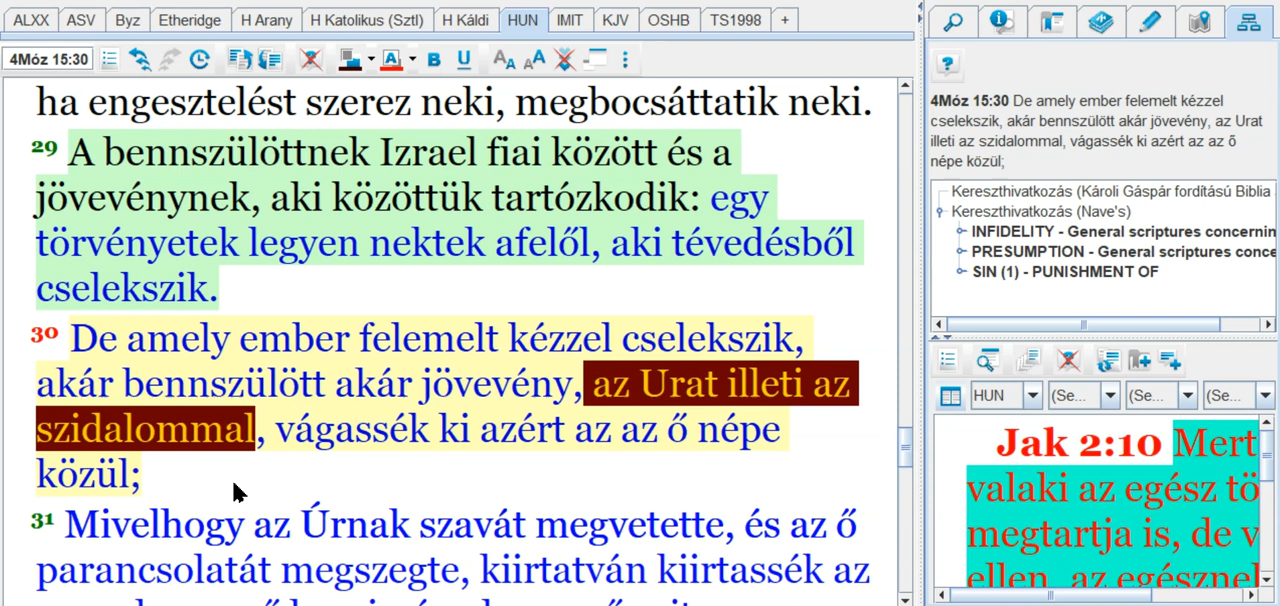 ALXX ASV Byz Etheridge H Arany H Katolikus (Sztl) H Káldi HUN IMIT KJV OSHB TS1998 +
4Móz 15:30
ha engesztelést szerez neki, megbocsáttatik neki.
29 A bennszülöttnek Izrael fiai között és a
jövevénynek, aki közöttük tartózkodik: egy
törvényetek legyen nektek afelől, aki tévedésből
cselekszik.
30 De amely ember felemelt kézzel cselekszik,
akár bennszülött akár jövevény, az Urat illeti az
szidalommal, vágassék ki azért az az ő népe
közül;
31 Mivelhogy az Úrnak szavát megvetette, és az ő
parancsolatát megszegte, kiirtatván kiirtassék az
4Móz 15:30 De amely ember felemelt kézzel
cselekszik, akár bennszülött akár jövevény, az Urat
illeti az szidalommal, vágassék ki azért az az ő
népe közül;
Kereszthivatkozás (Károli Gáspár fordítású Biblia
Kereszthivatkozás (Nave's)
INFIDELITY - General scriptures concernin
PRESUMPTION - General scriptures conce
SIN (1) - PUNISHMENT OF
HUN (Se... (Se... (Se...
Jak 2:10 Mert
valaki az egész tö
megtartja is, de v
ellen, az egésznel